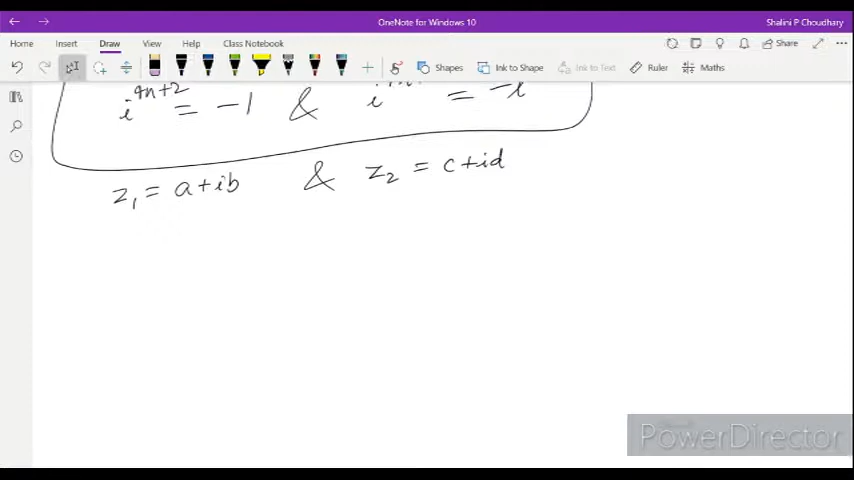 OneNote for Windows 10
Shalini P Choudhary
Home Insert Draw View Help Class Notebook Share
Shapes Ink to Shape Ink to Text Ruler Maths
i^{4n+2} = -1 & i = -i
z₁ = a+ib & z₂ = c+id
PowerDirector